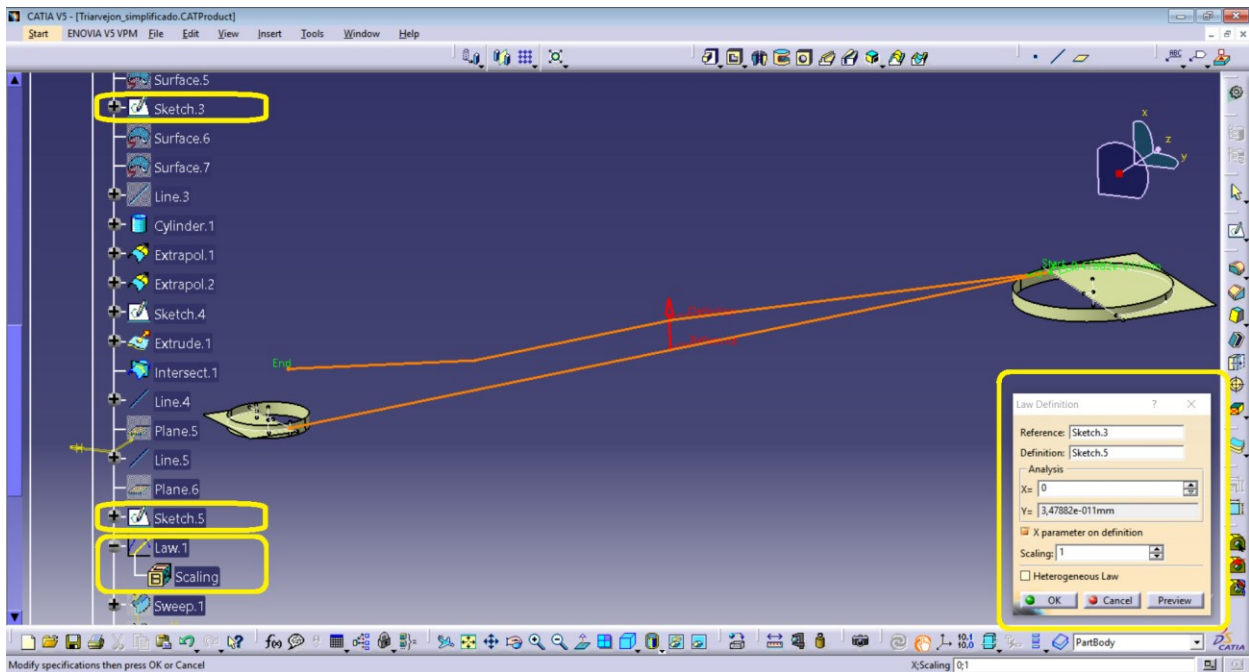 CATIA V5 - [Triarvejon_simplificado.CATProduct]
Start ENOVIA V5 VPM File Edit View Insert Tools Window Help
Surface.5
Sketch.3
Surface.6
Surface.7
Line.3
Cylinder.1
Extrapol.1
Extrapol.2
Sketch.4
Extrude.1
Intersect.1
Line.4
Plane.5
Line.5
Plane.6
Sketch.5
Law.1
Scaling
Sweep.1
x
z
y
End
Law Definition
Reference: Sketch.3
Definition: Sketch.5
Analysis
X= 0
Y= 3,47882e-011mm
X parameter on definition
Scaling: 1
Heterogeneous Law
OK Cancel Preview
PartBody
CATIA
Modify specifications then press OK or Cancel
X;Scaling 0;1